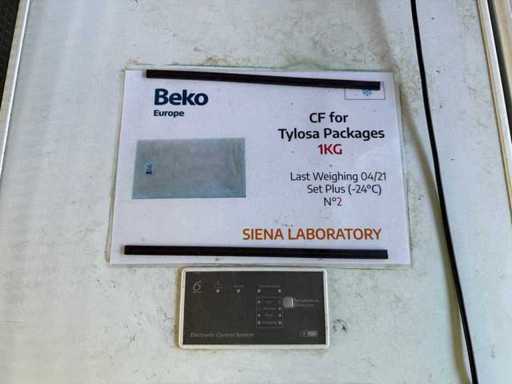 Beko
Europe
CF for
Tylosa Packages
1KG
Last Weighing 04/21
Set Plus (-24°C)
N°2
SIENA LABORATORY
Electronic Control System